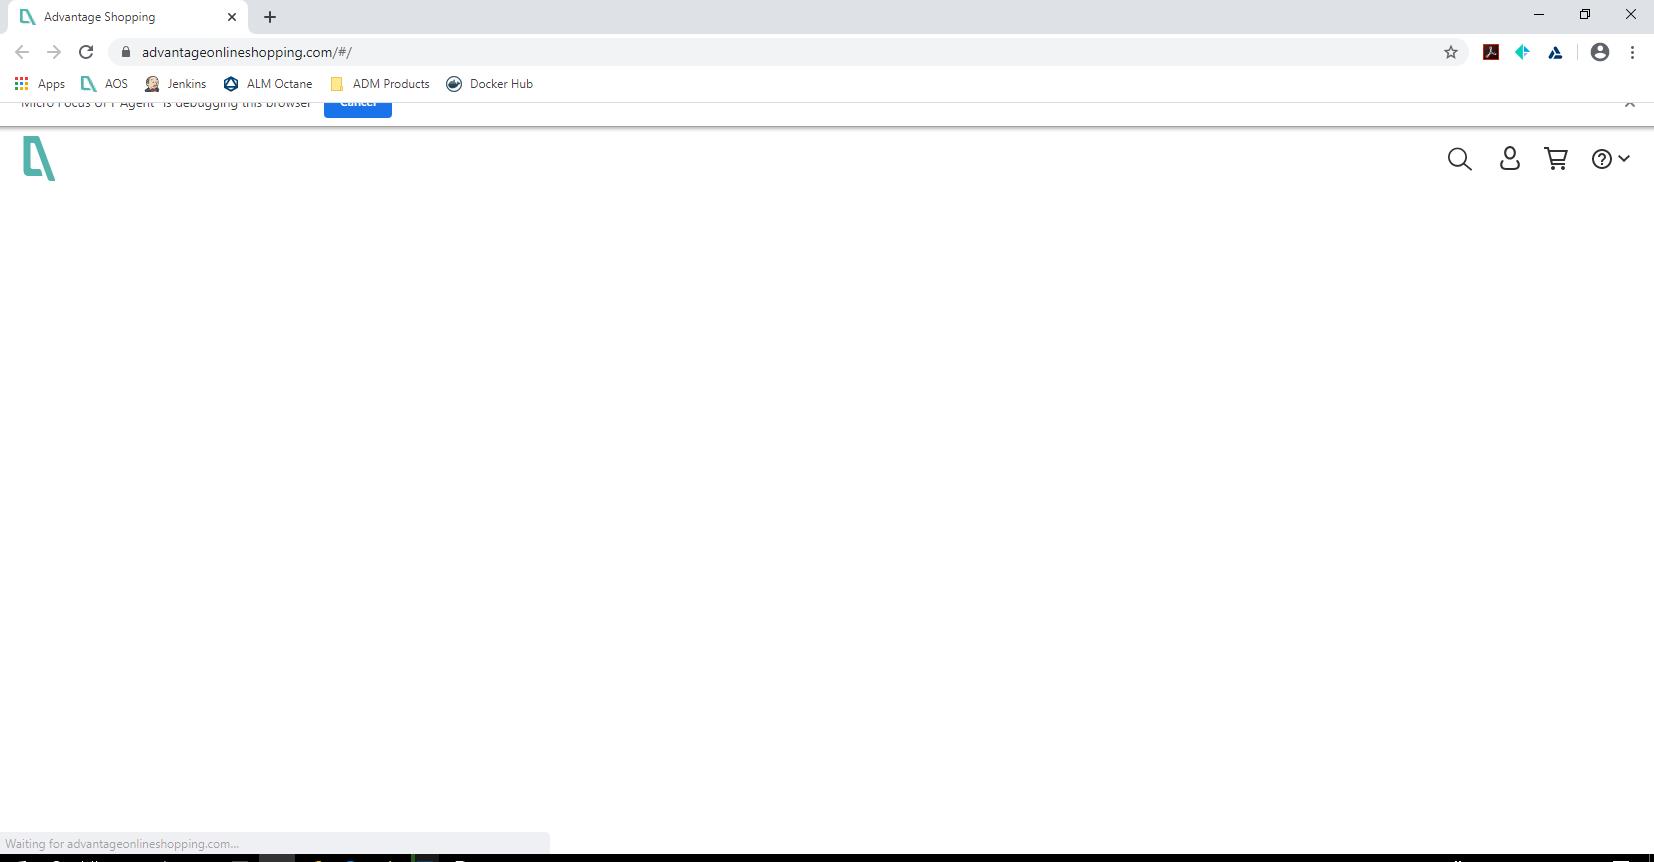 Advantage Shopping
advantageonlineshopping.com/#/
Apps AOS Jenkins ALM Octane ADM Products Docker Hub
Micro Focus UFT Agent" is debugging this browser Cancel
Waiting for advantageonlineshopping.com...